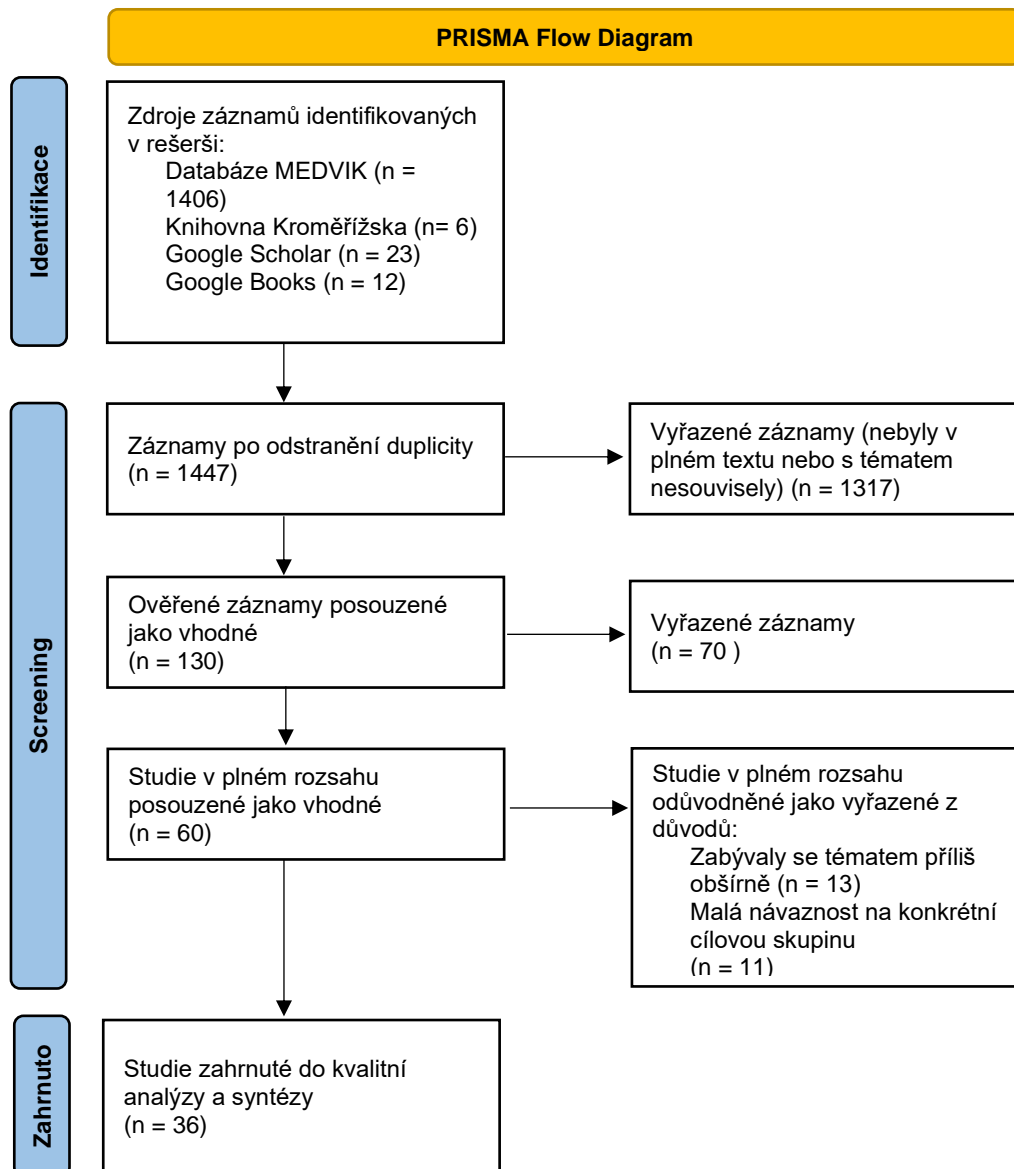 PRISMA Flow Diagram
Identifikace
Zdroje záznamů identifikovaných
v rešerši:
Databáze MEDVIK (n =
1406)
Knihovna Kroměřížska (n= 6)
Google Scholar (n = 23)
Google Books (n = 12)
Screening
Záznamy po odstranění duplicity
(n = 1447)
Vyřazené záznamy (nebyly v
plném textu nebo s tématem
nesouvisely) (n = 1317)
Ověřené záznamy posouzené
jako vhodné
(n = 130)
Vyřazené záznamy
(n = 70 )
Studie v plném rozsahu
posouzené jako vhodné
(n = 60)
Studie v plném rozsahu
odůvodněné jako vyřazené z
důvodů:
Zabývaly se tématem příliš
obšírně (n = 13)
Malá návaznost na konkrétní
cílovou skupinu
(n = 11)
Zahrnuto
Studie zahrnuté do kvalitní
analýzy a syntézy
(n = 36)